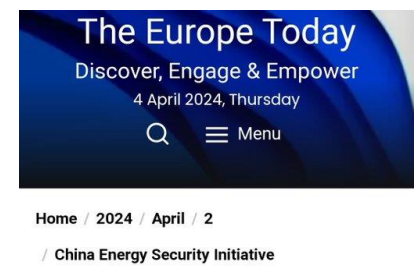 The Europe Today
Discover, Engage & Empower
4 April 2024, Thursday
Menu
Home / 2024 / April / 2
/ China Energy Security Initiative